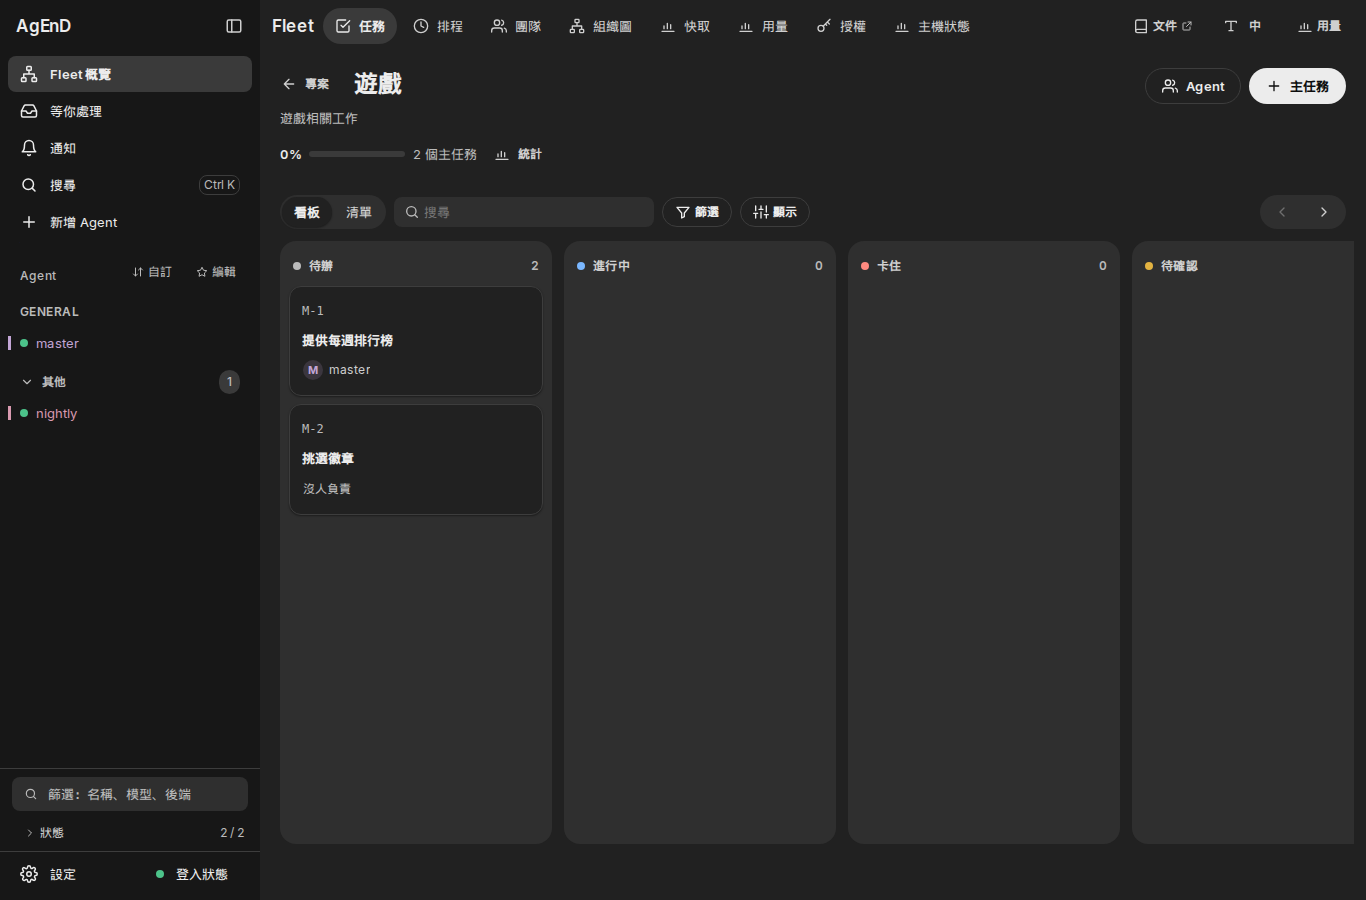 AgEnD
Fleet 概覽
等你處理
通知
搜尋 Ctrl K
新增 Agent
Agent 自訂 編輯
GENERAL
master
其他 1
nightly
篩選：名稱、模型、後端
狀態 2 / 2
設定 登入狀態
Fleet 任務 排程 團隊 組織圖 快取 用量 授權 主機狀態 文件 中 用量
專案 遊戲 Agent 主任務
遊戲相關工作
0% 2 個主任務 統計
看板 清單 搜尋 篩選 顯示
待辦 2 進行中 0 卡住 0 待確認
M-1
提供每週排行榜
M master
M-2
挑選徽章
沒人負責